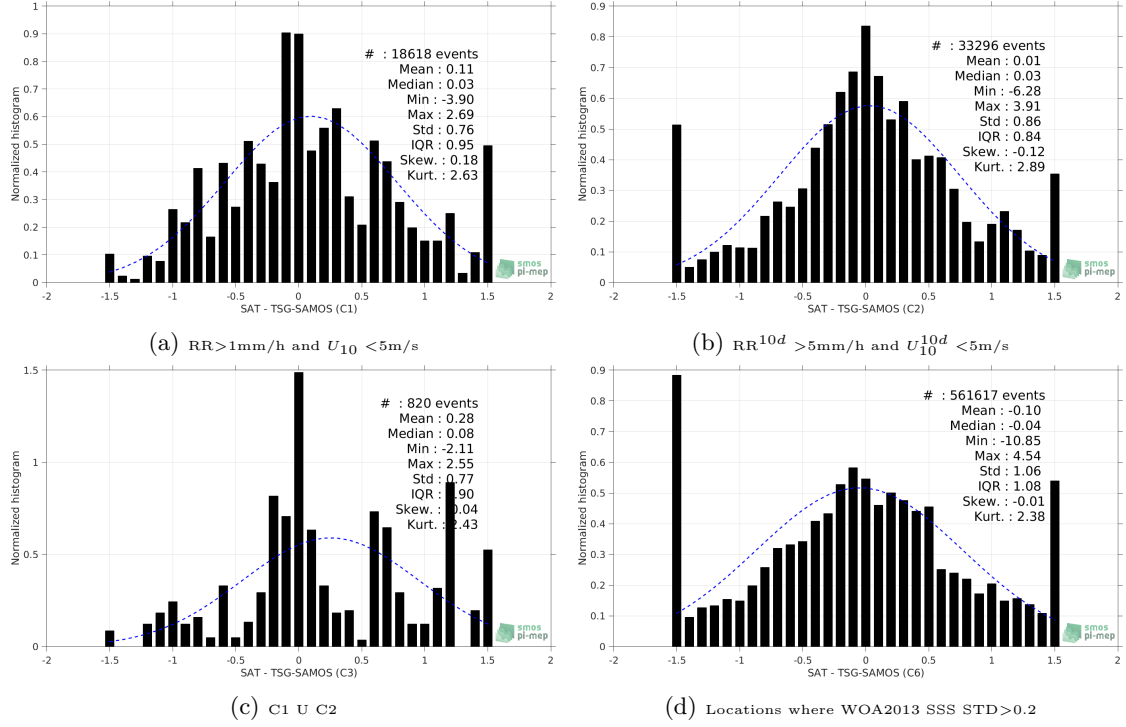 # : 18618 events
Mean : 0.11
Median : 0.03
Min : -3.90
Max : 2.69
Std : 0.76
IQR : 0.95
Skew. : 0.18
Kurt. : 2.63
Normalized histogram
1
0.9
0.8
0.7
0.6
0.5
0.4
0.3
0.2
0.1
0
-2
-1.5
-1
-0.5
0
0.5
1
1.5
2
SAT - TSG-SAMOS (C1)
smos
pi-mep
(a) RR>1mm/h and U10 <5m/s
# : 33296 events
Mean : 0.01
Median : 0.03
Min : -6.28
Max : 3.91
Std : 0.86
IQR : 0.84
Skew. : -0.12
Kurt. : 2.89
Normalized histogram
0.9
0.8
0.7
0.6
0.5
0.4
0.3
0.2
0.1
0
-2
-1.5
-1
-0.5
0
0.5
1
1.5
2
SAT - TSG-SAMOS (C2)
smos
pi-mep
(b) RR10d >5mm/h and U10d10 <5m/s
# : 820 events
Mean : 0.28
Median : 0.08
Min : -2.11
Max : 2.55
Std : 0.77
IQR : 
Skew. : 
Kurt. : 
Normalized histogram
1.5
1
0.5
0
-2
-1.5
-1
-0.5
0
0.5
1
1.5
2
SAT - TSG-SAMOS (C3)
smos
pi-mep
(c) C1 U C2
# : 561617 events
Mean : -0.10
Median : -0.04
Min : -10.85
Max : 4.54
Std : 1.06
IQR : 1.08
Skew. : -0.01
Kurt. : 2.38
Normalized histogram
0.9
0.8
0.7
0.6
0.5
0.4
0.3
0.2
0.1
0
-2
-1.5
-1
-0.5
0
0.5
1
1.5
2
SAT - TSG-SAMOS (C6)
smos
pi-mep
(d) Locations where WOA2013 SSS STD>0.2